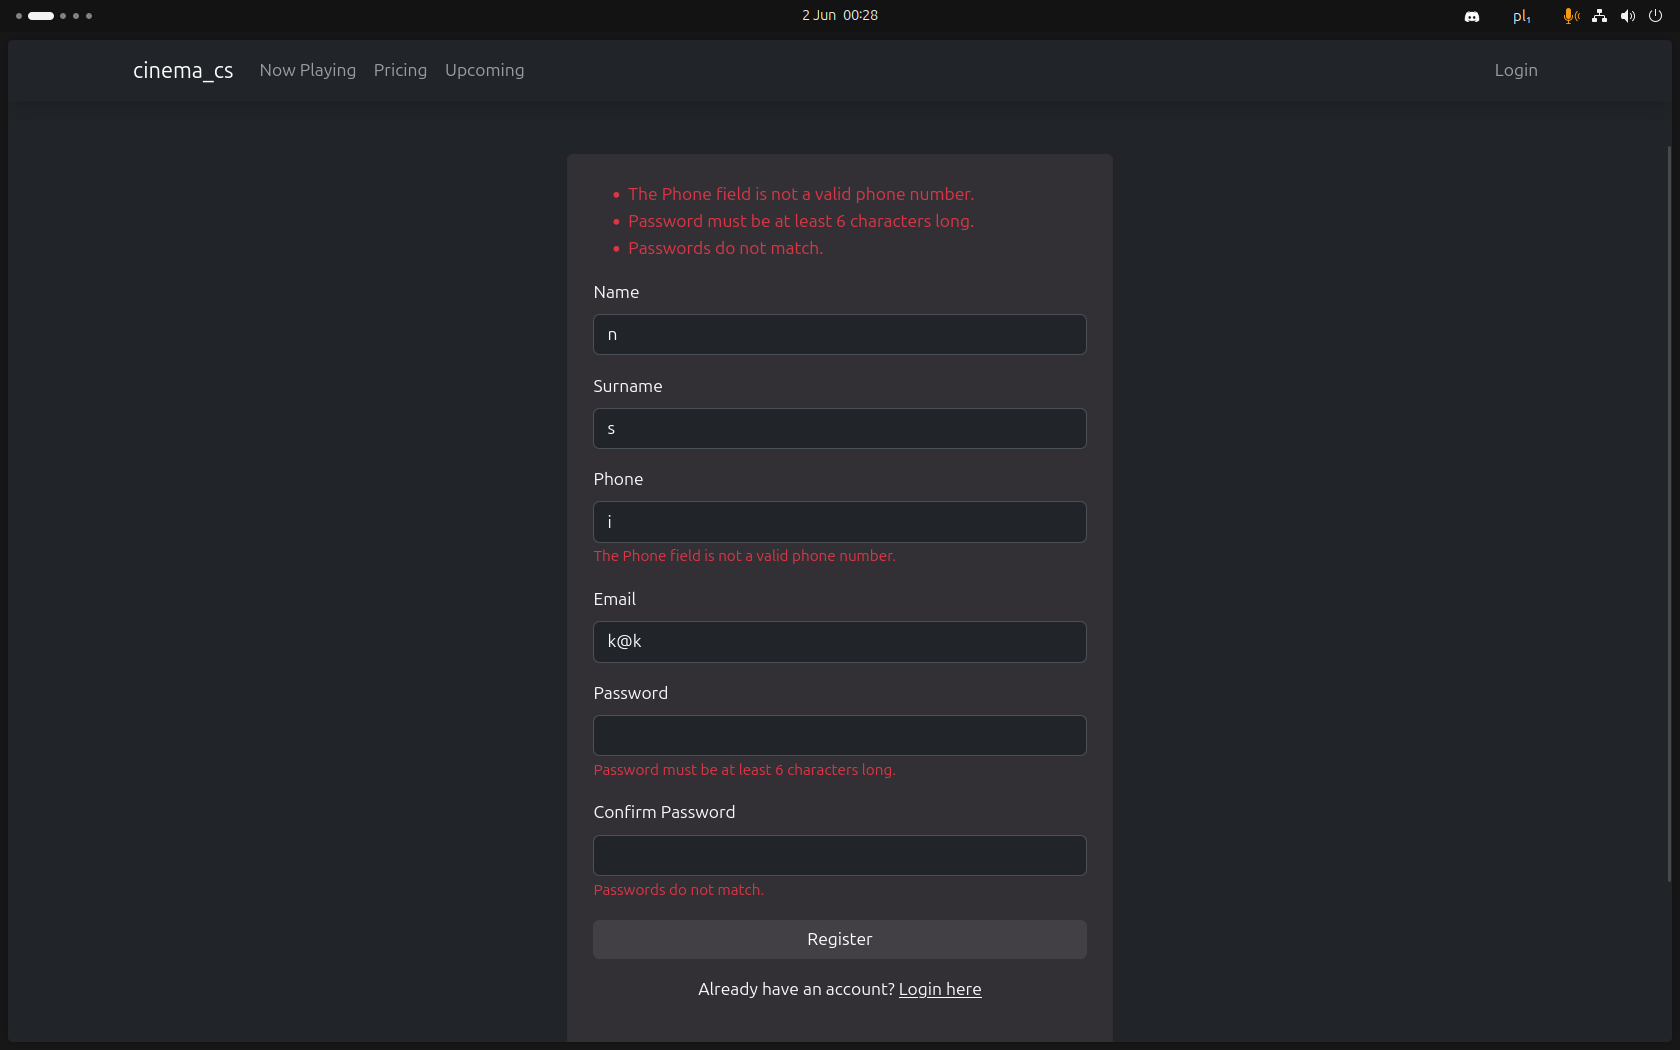 2 Jun 00:28
pl₁
cinema_cs Now Playing Pricing Upcoming Login
• The Phone field is not a valid phone number.
• Password must be at least 6 characters long.
• Passwords do not match.
Name
n
Surname
s
Phone
i
The Phone field is not a valid phone number.
Email
k@k
Password
Password must be at least 6 characters long.
Confirm Password
Passwords do not match.
Register
Already have an account? Login here